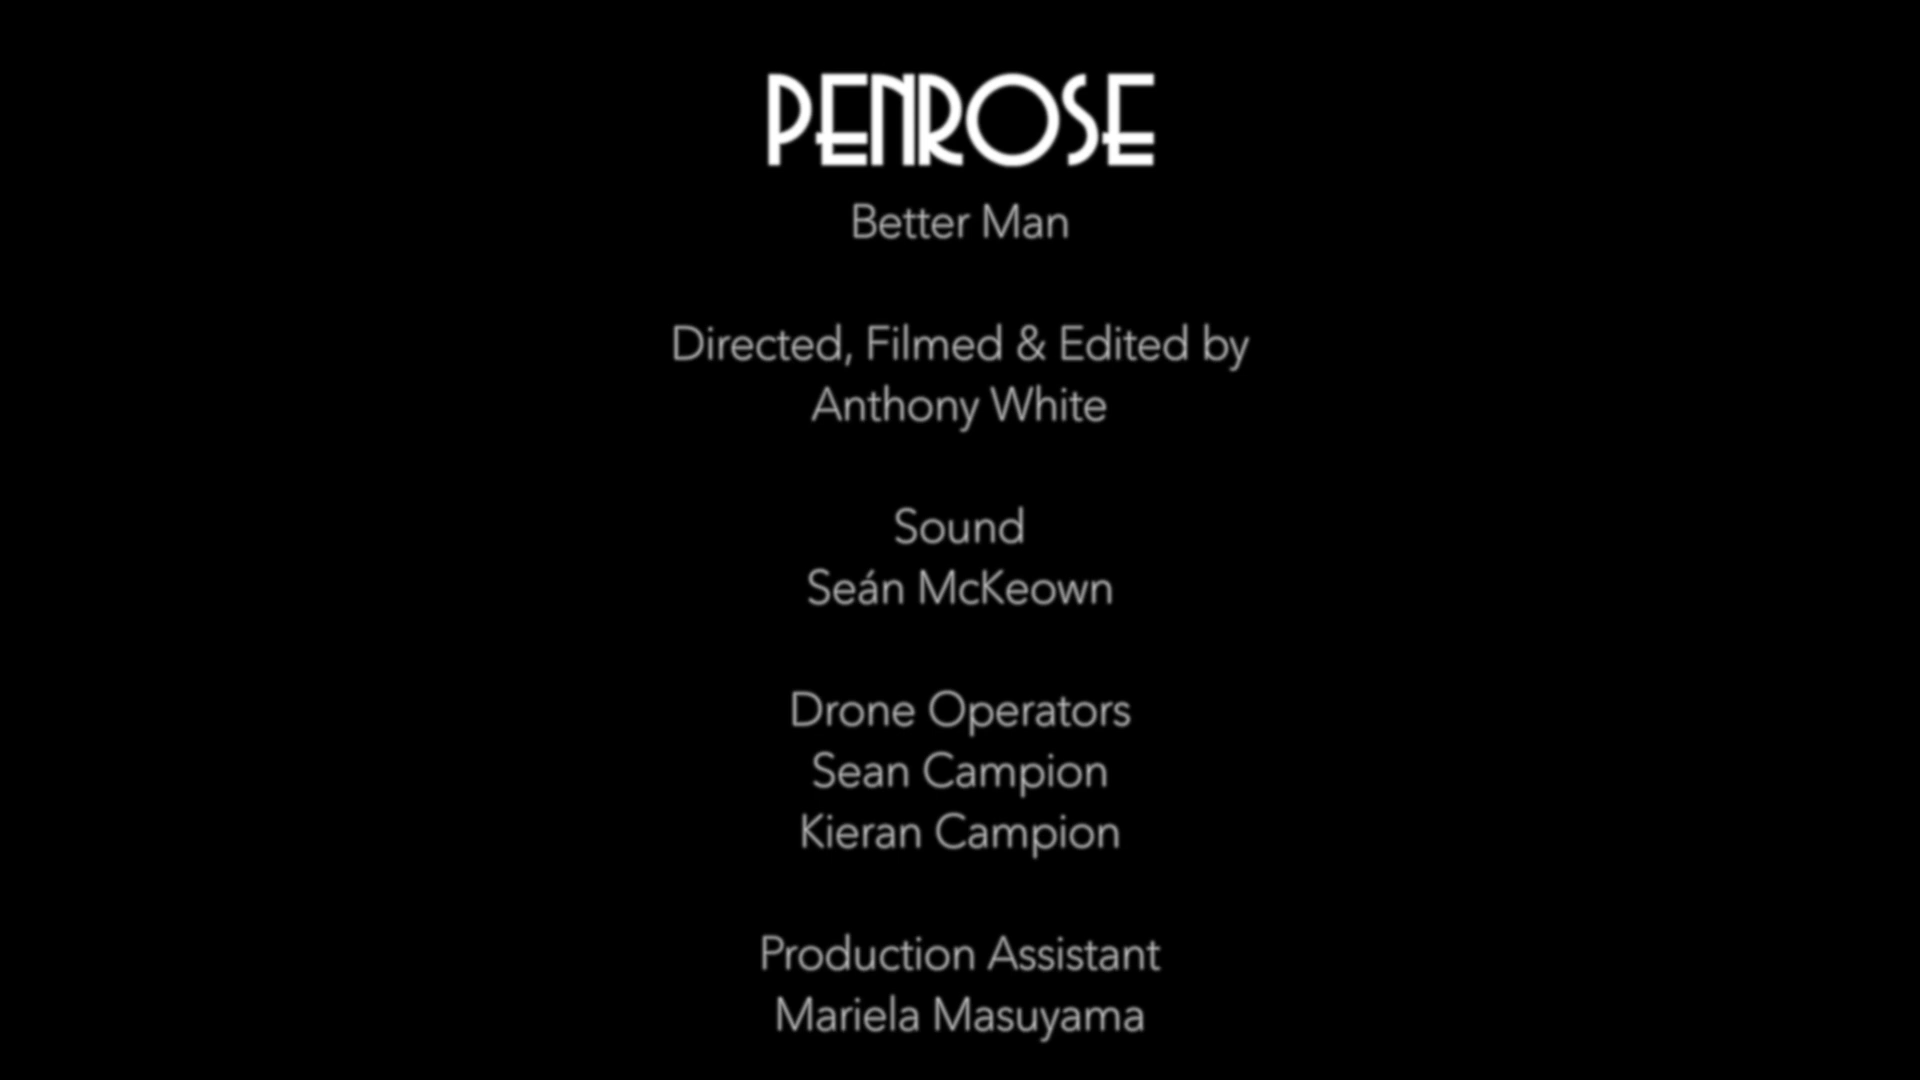 PENROSE
Better Man
Directed, Filmed & Edited by
Anthony White
Sound
Seán McKeown
Drone Operators
Sean Campion
Kieran Campion
Production Assistant
Mariela Masuyama